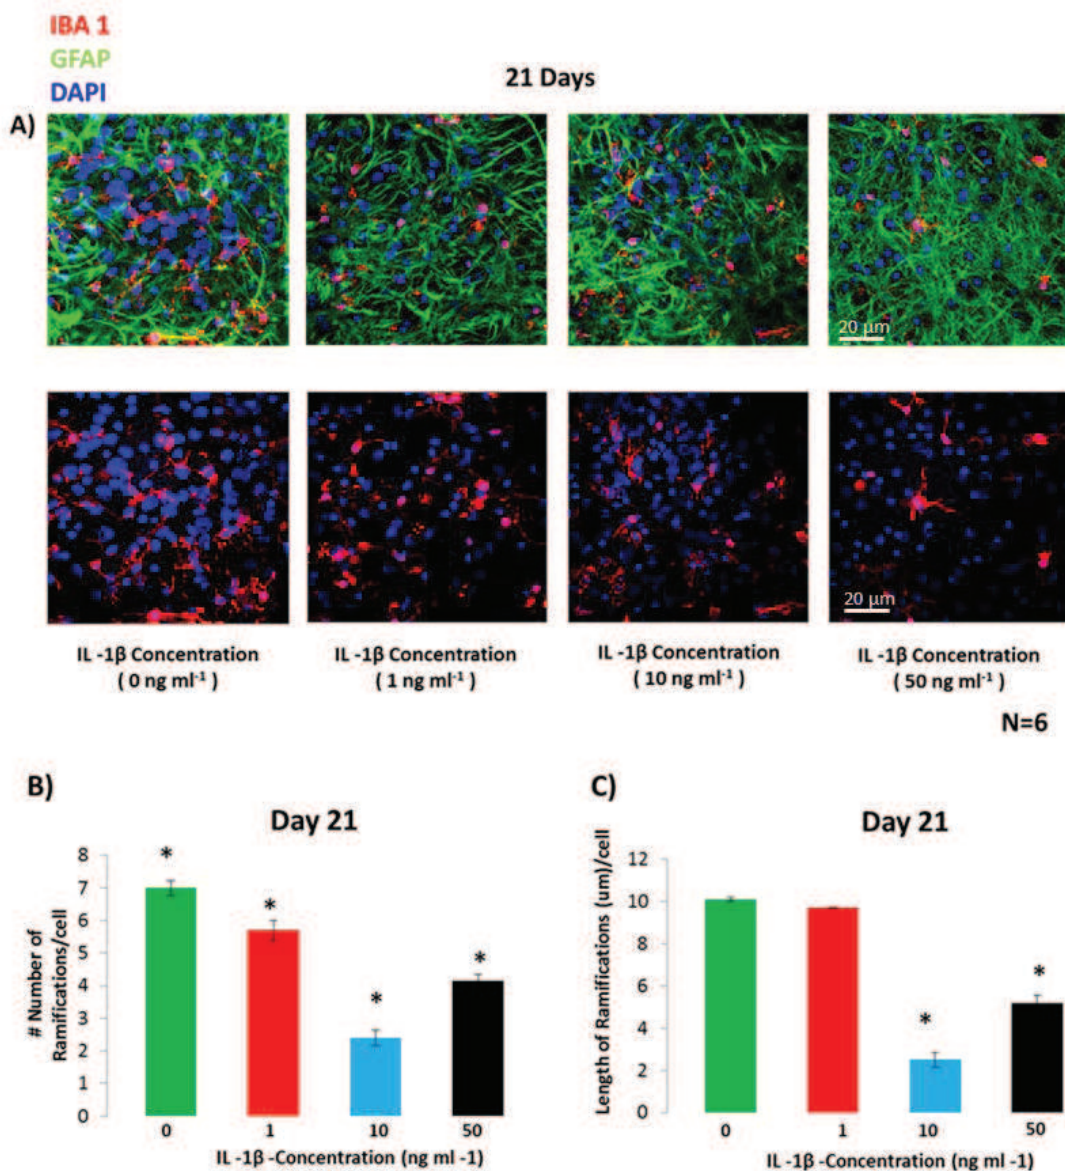 IBA 1
GFAP
DAPI
21 Days
A)
20 µm
20 µm
IL -1β Concentration
( 0 ng ml-1 )
IL -1β Concentration
( 1 ng ml-1 )
IL -1β Concentration
( 10 ng ml-1 )
IL -1β Concentration
( 50 ng ml-1 )
N=6
B)
Day 21
# Number of
Ramifications/cell
8
7
6
5
4
3
2
1
0
*
*
*
*
0 1 10 50
IL -1β -Concentration (ng ml -1)
C)
Day 21
Length of Ramifications (um)/cell
12
10
8
6
4
2
0
*
*
0 1 10 50
IL -1β -Concentration (ng ml -1)